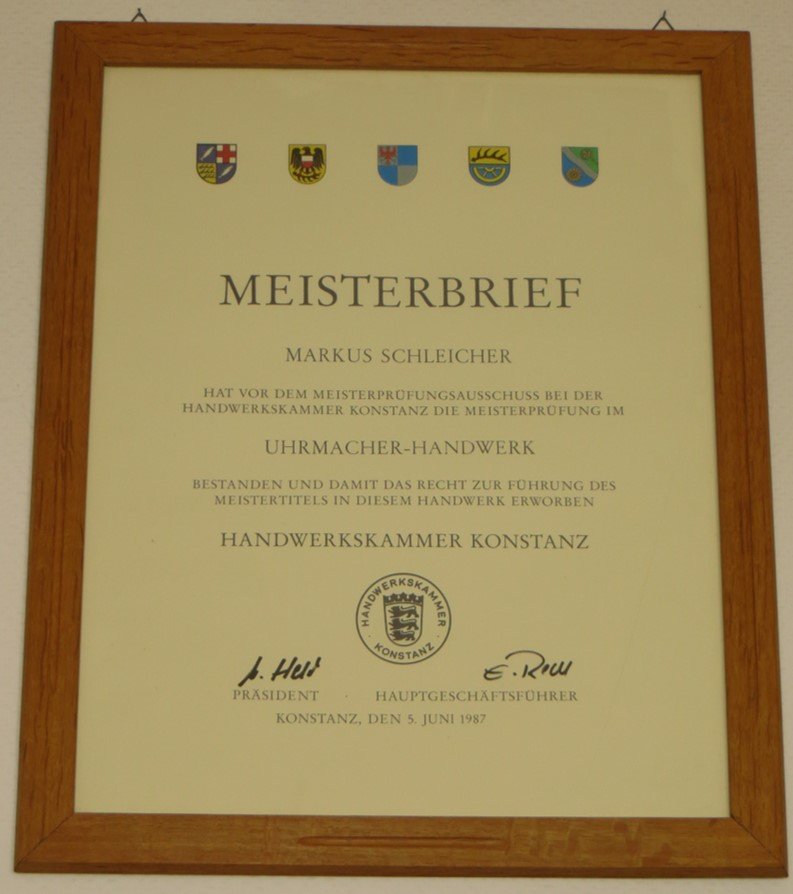 MEISTERBRIEF
MARKUS SCHLEICHER
HAT VOR DEM MEISTERPRÜFUNGSAUSSCHUSS BEI DER
HANDWERKSKAMMER KONSTANZ DIE MEISTERPRÜFUNG IM
UHRMACHER-HANDWERK
BESTANDEN UND DAMIT DAS RECHT ZUR FÜHRUNG DES
MEISTERTITELS IN DIESEM HANDWERK ERWORBEN
HANDWERKSKAMMER KONSTANZ
HANDWERKSKAMMER
· KONSTANZ ·
PRÄSIDENT · HAUPTGESCHÄFTSFÜHRER
KONSTANZ, DEN 5. JUNI 1987